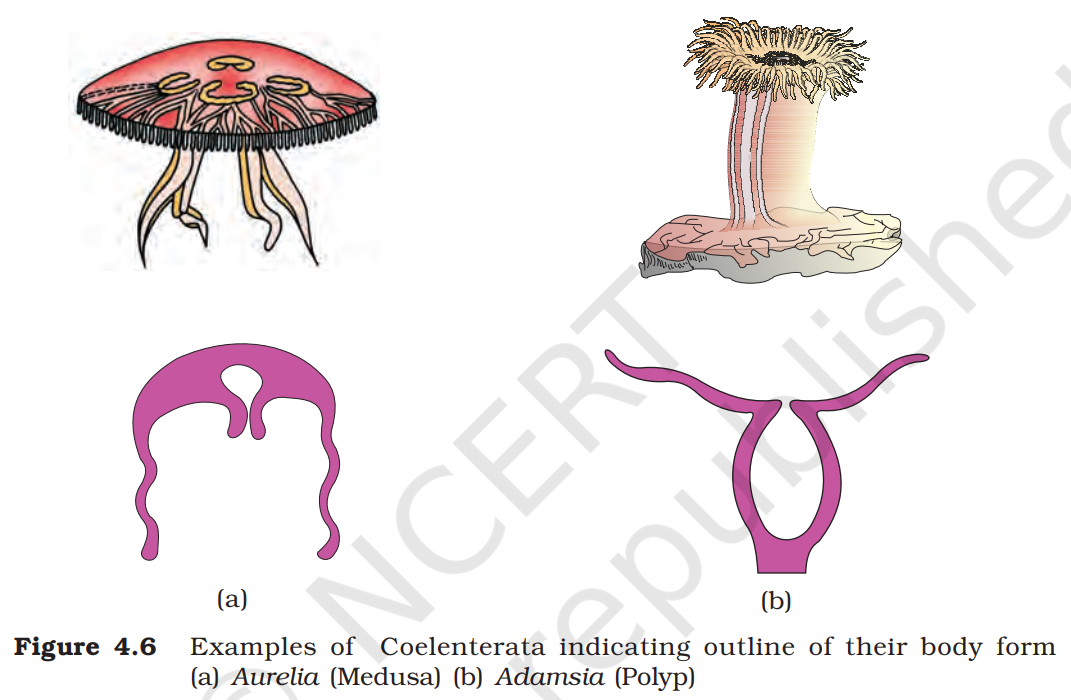 © NCERT
republished
(a)
(b)
Figure 4.6 Examples of Coelenterata indicating outline of their body form
(a) Aurelia (Medusa) (b) Adamsia (Polyp)